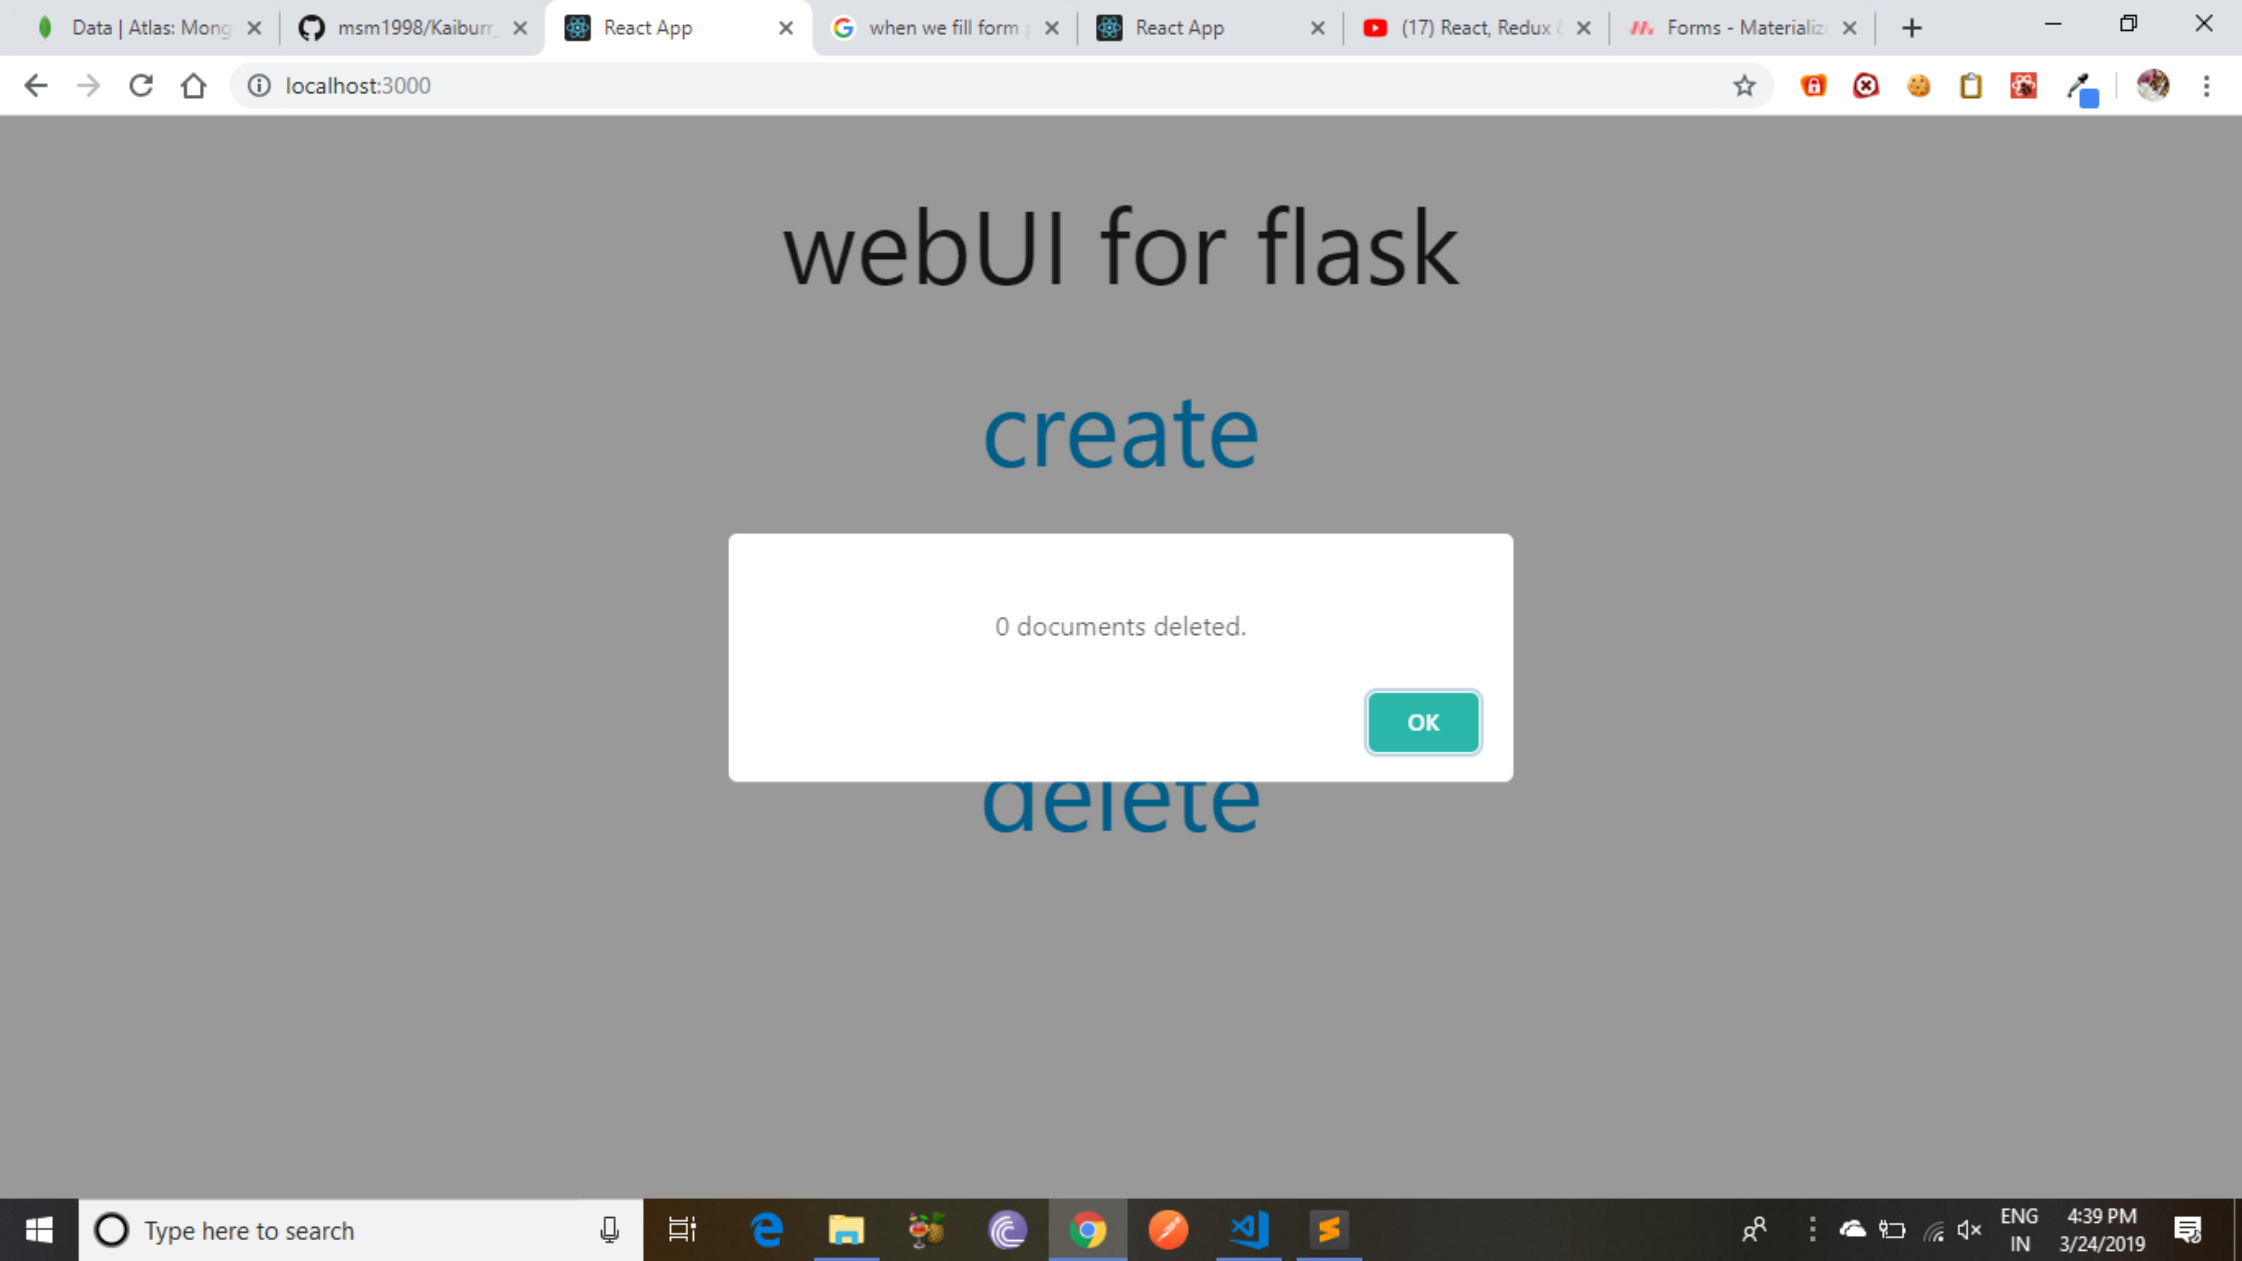 Data | Atlas: Mong
msm1998/Kaiburr_
React App
when we fill form p
React App
(17) React, Redux &
Forms - Materialize
localhost:3000
webUI for flask
create
0 documents deleted.
OK
delete
Type here to search
ENG
IN
4:39 PM
3/24/2019